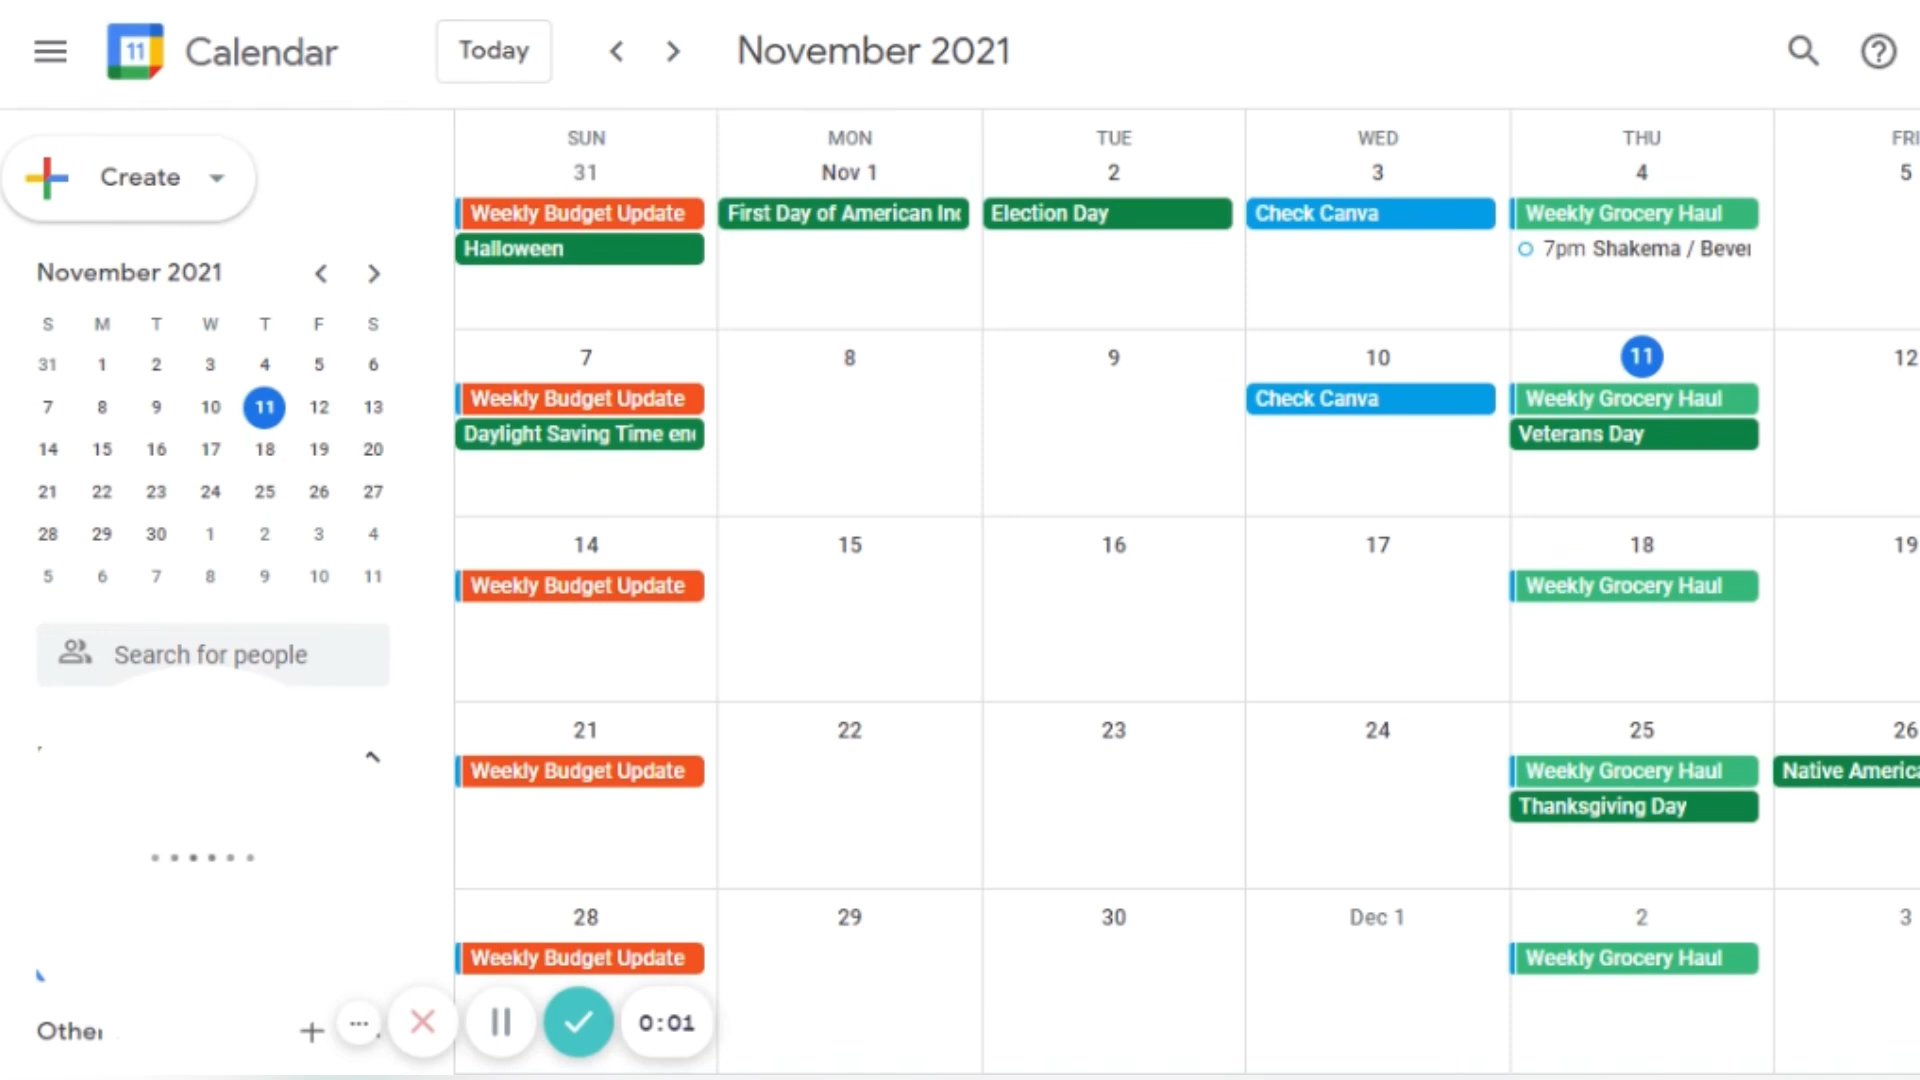 11 Calendar Today November 2021
Create
November 2021
S M T W T F S
31 1 2 3 4 5 6
7 8 9 10 11 12 13
14 15 16 17 18 19 20
21 22 23 24 25 26 27
28 29 30 1 2 3 4
5 6 7 8 9 10 11
Search for people
Other
SUN MON TUE WED THU FRI
31 Nov 1 2 3 4 5
Weekly Budget Update First Day of American Inc Election Day Check Canva Weekly Grocery Haul
Halloween 7pm Shakema / Bever
7 8 9 10 11 12
Weekly Budget Update Check Canva Weekly Grocery Haul
Daylight Saving Time en Veterans Day
14 15 16 17 18 19
Weekly Budget Update Weekly Grocery Haul
21 22 23 24 25 26
Weekly Budget Update Weekly Grocery Haul Native America
Thanksgiving Day
28 29 30 Dec 1 2 3
Weekly Budget Update Weekly Grocery Haul
0:01